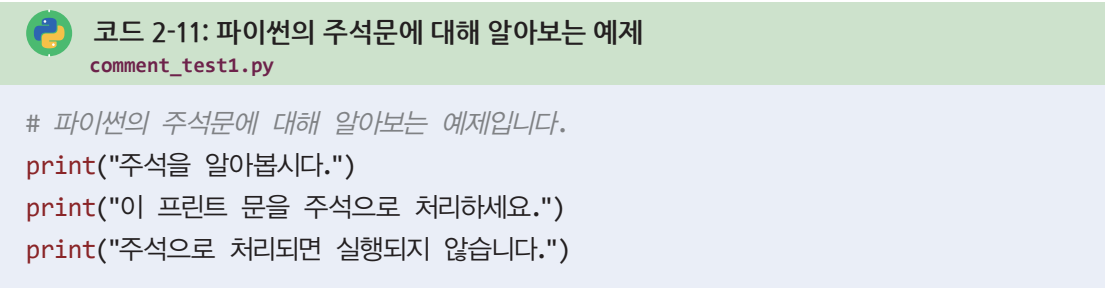 코드 2-11: 파이썬의 주석문에 대해 알아보는 예제
comment_test1.py
# 파이썬의 주석문에 대해 알아보는 예제입니다.
print("주석을 알아봅시다.")
print("이 프린트 문을 주석으로 처리하세요.")
print("주석으로 처리되면 실행되지 않습니다.")